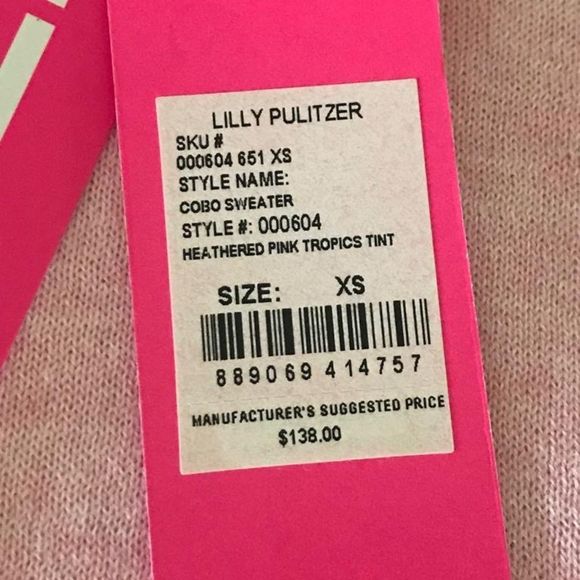 LILLY PULITZER
SKU #
000604 651 XS
STYLE NAME:
COBO SWEATER
STYLE #: 000604
HEATHERED PINK TROPICS TINT
SIZE: XS
889069 414757
MANUFACTURER'S SUGGESTED PRICE
$138.00